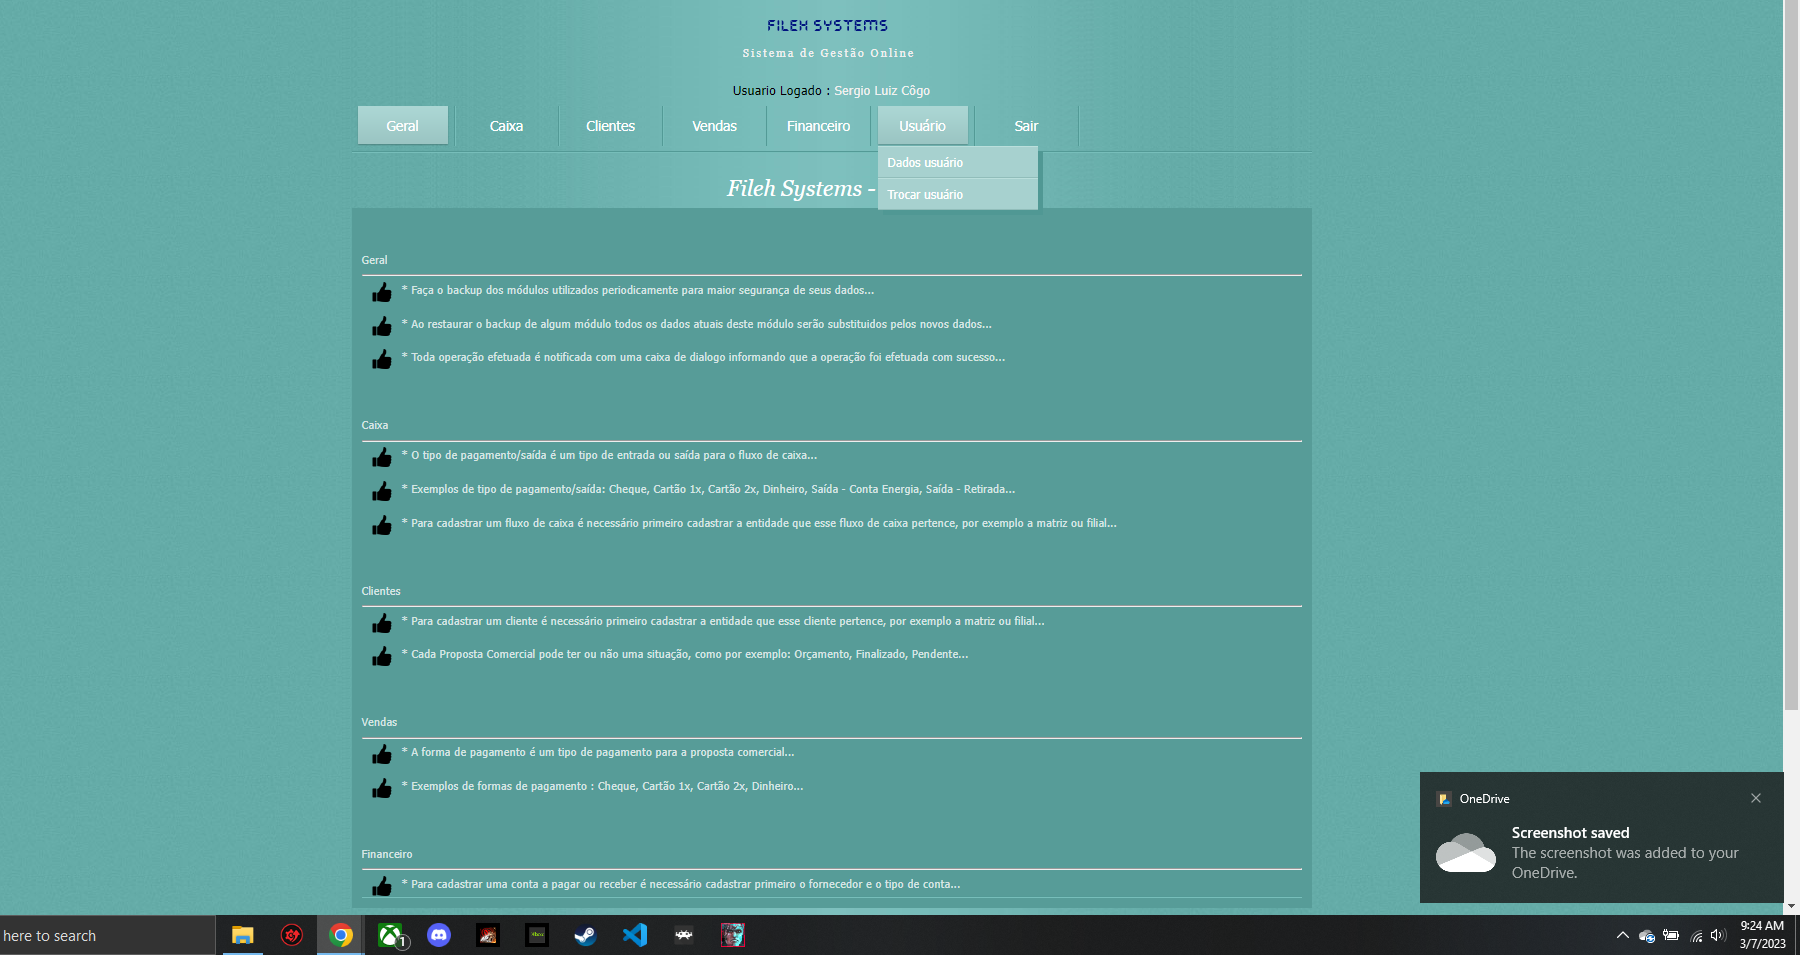 FILEH SYSTEMS
Sistema de Gestão Online
Usuario Logado : Sergio Luiz Côgo
Geral Caixa Clientes Vendas Financeiro Usuário Sair
Dados usuário
Trocar usuário
Fileh Systems -
Geral
* Faça o backup dos módulos utilizados periodicamente para maior segurança de seus dados...
* Ao restaurar o backup de algum módulo todos os dados atuais deste módulo serão substituidos pelos novos dados...
* Toda operação efetuada é notificada com uma caixa de dialogo informando que a operação foi efetuada com sucesso...
Caixa
* O tipo de pagamento/saída é um tipo de entrada ou saída para o fluxo de caixa...
* Exemplos de tipo de pagamento/saída: Cheque, Cartão 1x, Cartão 2x, Dinheiro, Saída - Conta Energia, Saída - Retirada...
* Para cadastrar um fluxo de caixa é necessário primeiro cadastrar a entidade que esse fluxo de caixa pertence, por exemplo a matriz ou filial...
Clientes
* Para cadastrar um cliente é necessário primeiro cadastrar a entidade que esse cliente pertence, por exemplo a matriz ou filial...
* Cada Proposta Comercial pode ter ou não uma situação, como por exemplo: Orçamento, Finalizado, Pendente...
Vendas
* A forma de pagamento é um tipo de pagamento para a proposta comercial...
* Exemplos de formas de pagamento : Cheque, Cartão 1x, Cartão 2x, Dinheiro...
Financeiro
* Para cadastrar uma conta a pagar ou receber é necessário cadastrar primeiro o fornecedor e o tipo de conta...
OneDrive
Screenshot saved
The screenshot was added to your
OneDrive.
here to search
1
9:24 AM
3/7/2023